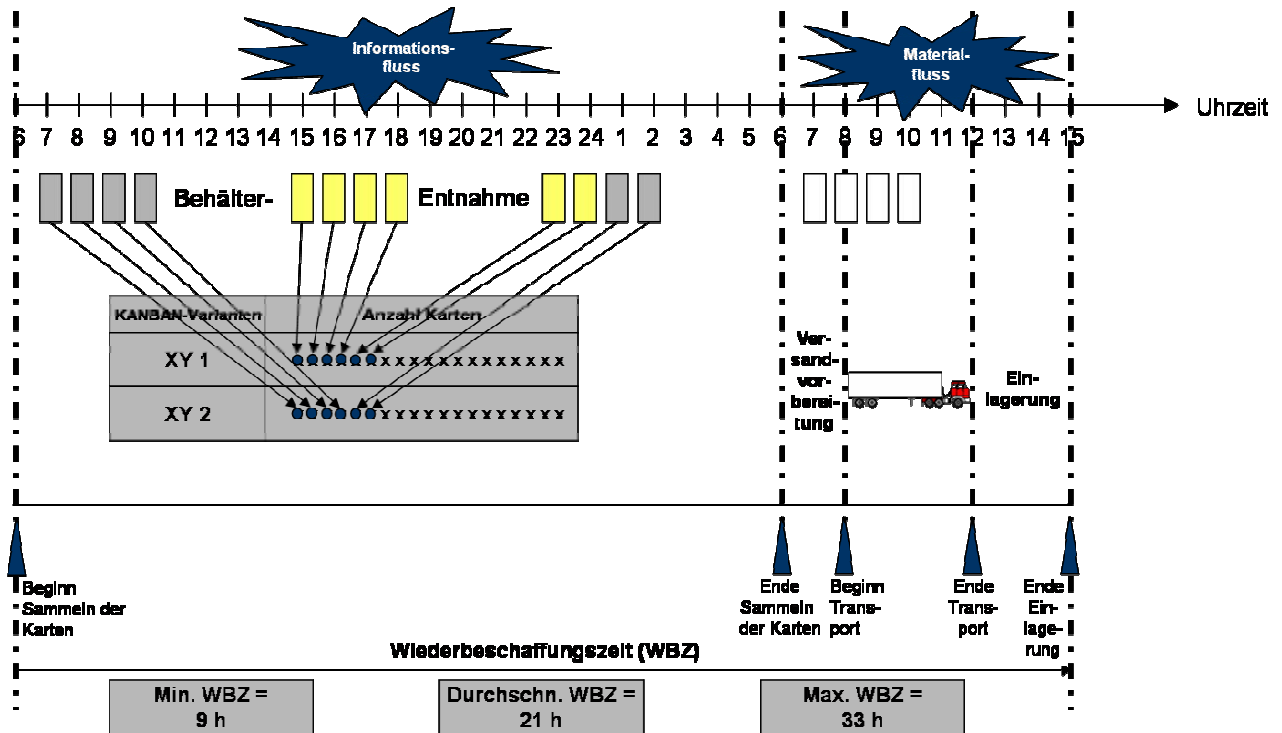 Informations-
fluss
Material-
fluss
6 7 8 9 10 13 14 15 16 17 18 19 20 21 22 23 24 1 2 3 4 5 6 7 8 9 10 11 12 13 14 15
Uhrzeit
Behälter- Entnahme
KANBAN-Varianten Anzahl Karten
XY 1 x x x x x x x x x x x x x
XY 2 x x x x x x x x x x x x x
Ver-
sand-
vor-
berei-
tung
Ein-
lagerung
Beginn
Sammeln der
Karten
Ende
Sammeln
der Karten
Beginn
Trans-
port
Ende
Trans-
port
Ende
Ein-
lage-
rung
Wiederbeschaffungszeit (WBZ)
Min. WBZ =
9 h
Durchschn. WBZ =
21 h
Max. WBZ =
33 h